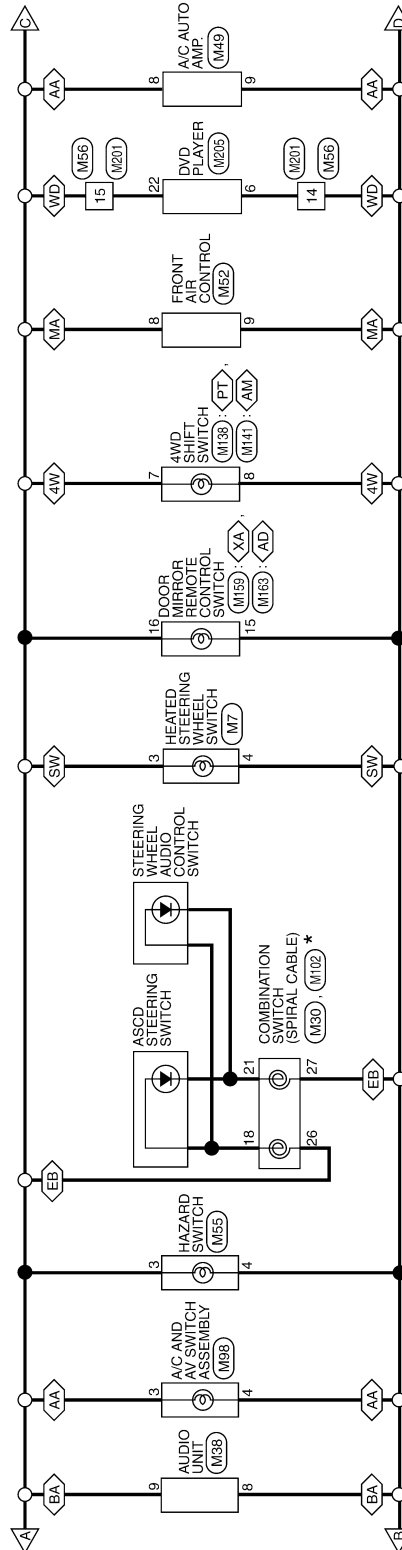 A
C
BA
AA
EB
SW
4W
MA
WD
AA
9
AUDIO
UNIT
M38
8
3
A/C AND
AV SWITCH
ASSEMBLY
M98
4
3
HAZARD
SWITCH
M55
4
ASCD
STEERING
SWITCH
STEERING
WHEEL
AUDIO
CONTROL
SWITCH
18
21
COMBINATION
SWITCH
(SPIRAL CABLE)
M30 , M102 *
26
27
3
HEATED
STEERING
WHEEL
SWITCH
M7
4
16
DOOR
MIRROR
REMOTE
CONTROL
SWITCH
M159 : XA ,
M163 : AD
15
7
4WD
SHIFT
SWITCH
M138 : PT ,
M141 : AM
8
8
FRONT
AIR
CONTROL
M52
9
M56
15
M201
22
DVD
PLAYER
M205
6
M201
14
M56
8
A/C AUTO
AMP.
M49
9
BA
AA
EB
SW
4W
MA
WD
AA
B
D